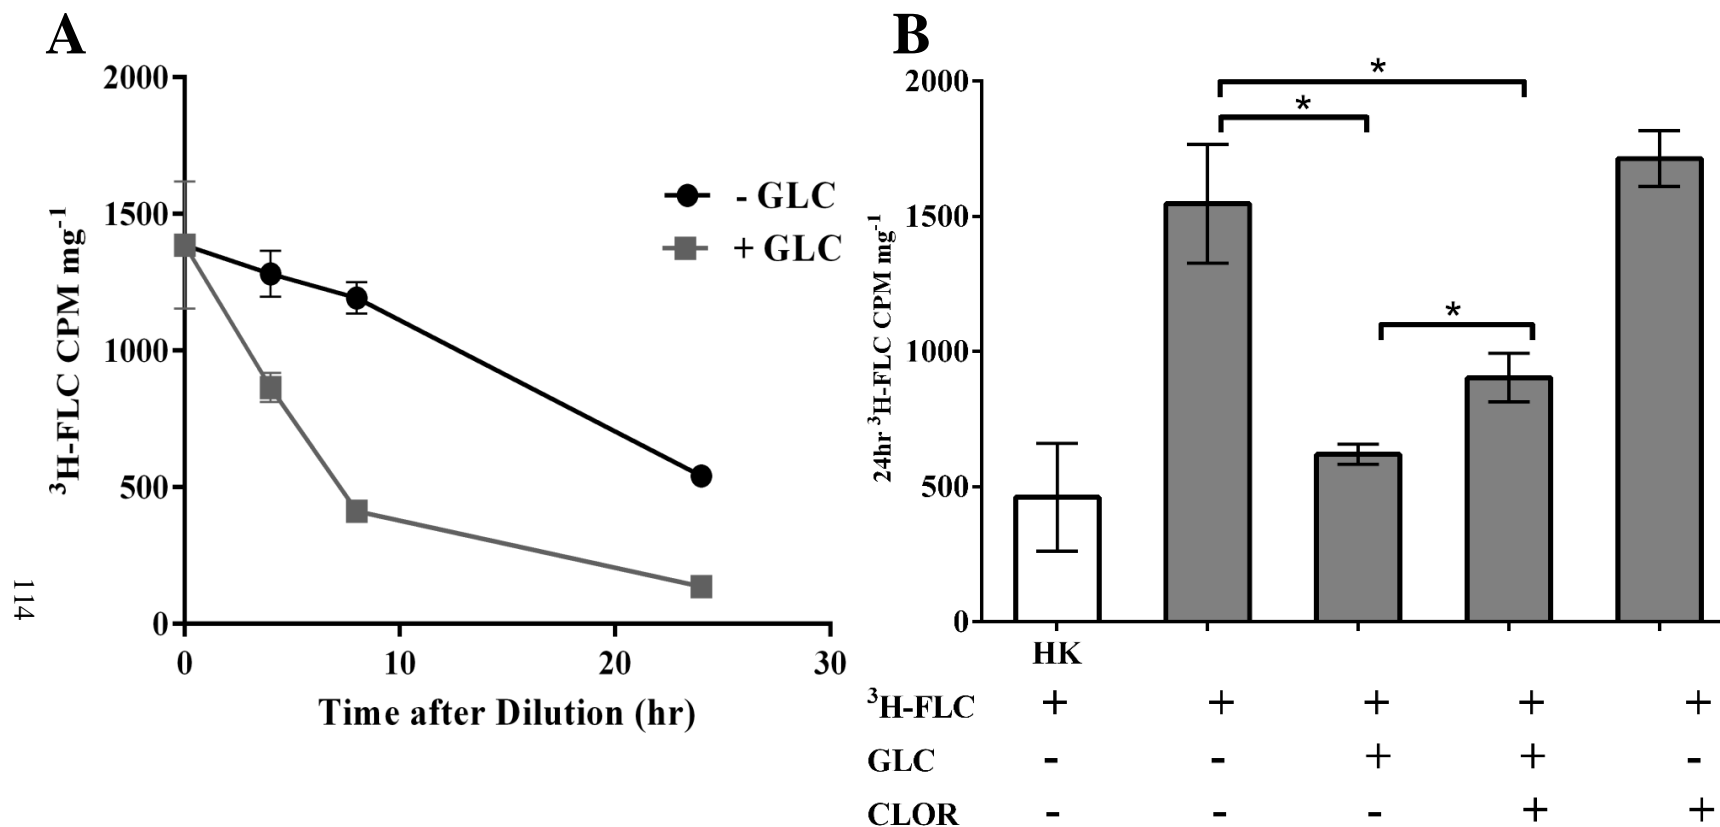 A
2000
1500
1000
500
0
0 10 20 30
³H-FLC CPM mg⁻¹
Time after Dilution (hr)
- GLC
+ GLC
114
B
2000
1500
1000
500
0
24hr ³H-FLC CPM mg⁻¹
*
*
*
HK
³H-FLC + + + + +
GLC - - + + -
CLOR - - - + +